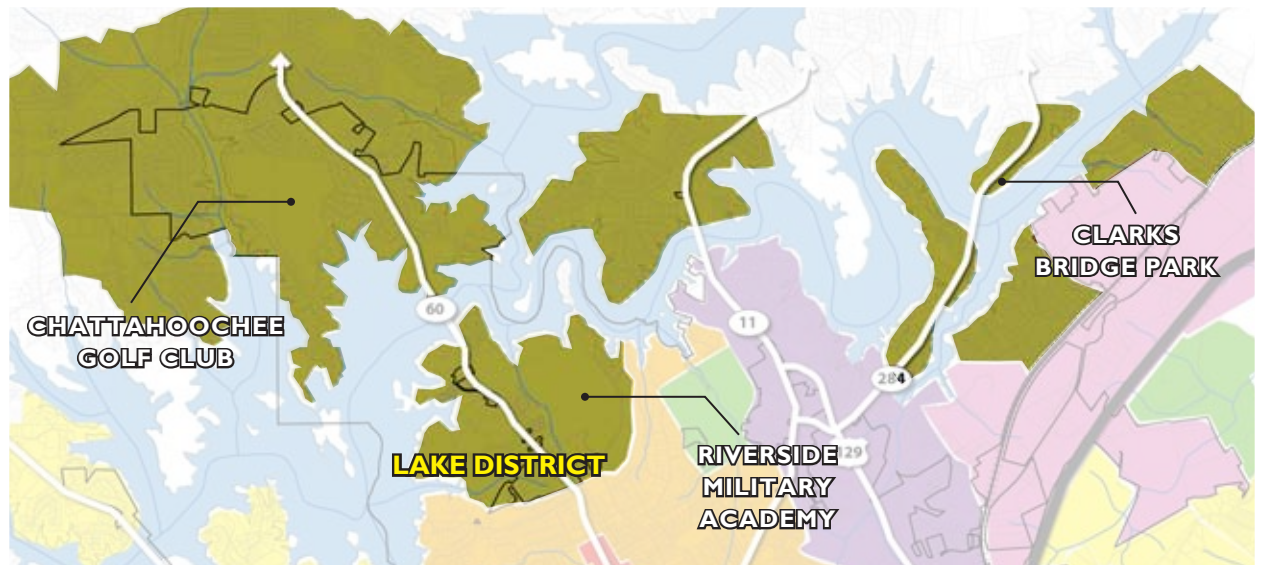 CLARKS
BRIDGE PARK
60
11
CHATTAHOOCHEE
GOLF CLUB
284
LAKE DISTRICT
129
RIVERSIDE
MILITARY
ACADEMY